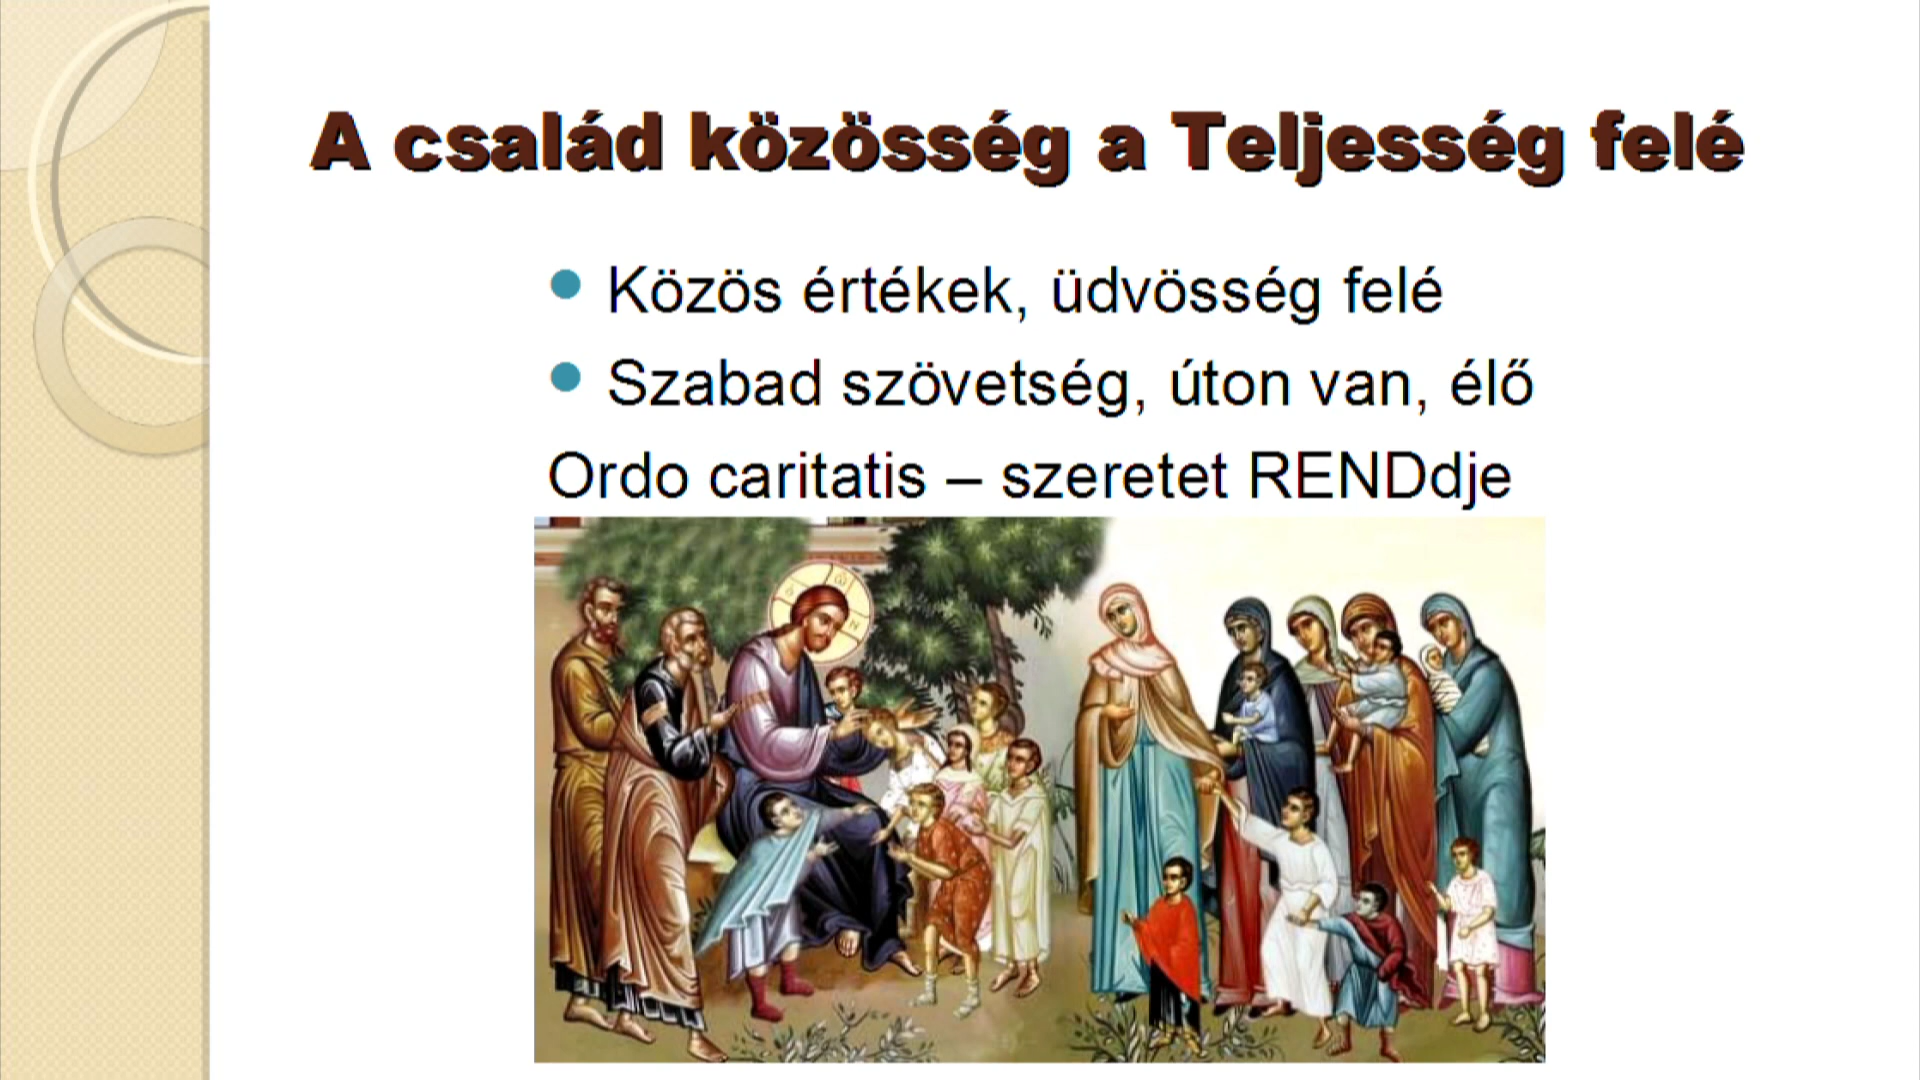 A család közösség a Teljesség felé
Közös értékek, üdvösség felé
Szabad szövetség, úton van, élő
Ordo caritatis – szeretet RENDdje